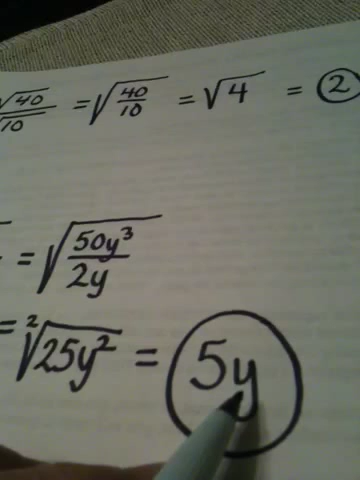 √40/√10 = √40/10 = √4 = 2
= √50y³/2y
= ²√25y² = 5y